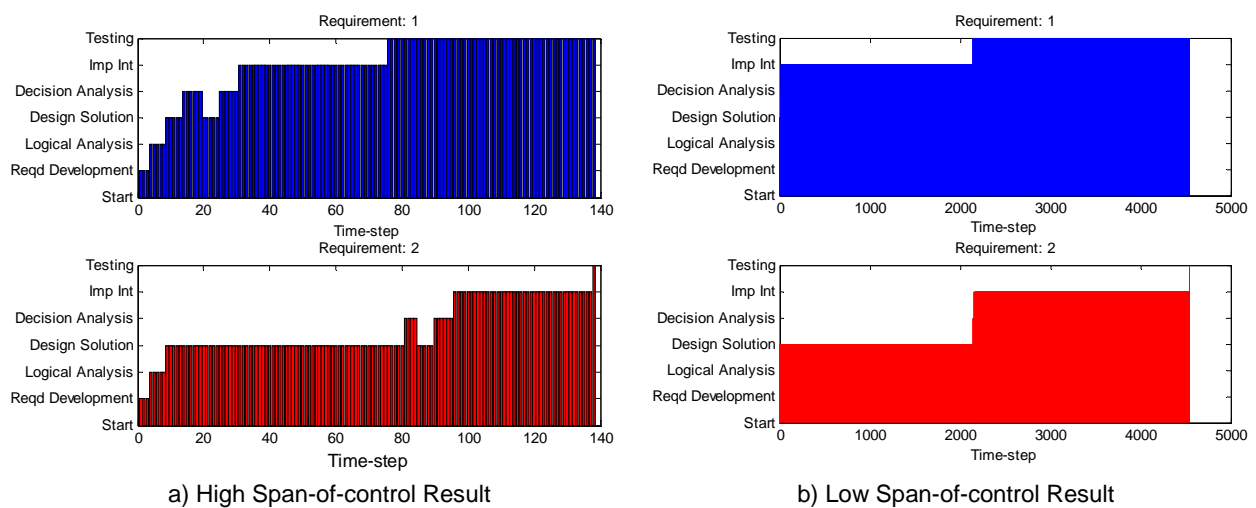 Requirement: 1
Testing
Imp Int
Decision Analysis
Design Solution
Logical Analysis
Reqd Development
Start
0 20 40 60 80 100 120 140
Time-step
Requirement: 2
Testing
Imp Int
Decision Analysis
Design Solution
Logical Analysis
Reqd Development
Start
0 20 40 60 80 100 120 140
Time-step
a) High Span-of-control Result
Requirement: 1
Testing
Imp Int
Decision Analysis
Design Solution
Logical Analysis
Reqd Development
Start
0 1000 2000 3000 4000 5000
Time-step
Requirement: 2
Testing
Imp Int
Decision Analysis
Design Solution
Logical Analysis
Reqd Development
Start
0 1000 2000 3000 4000 5000
Time-step
b) Low Span-of-control Result